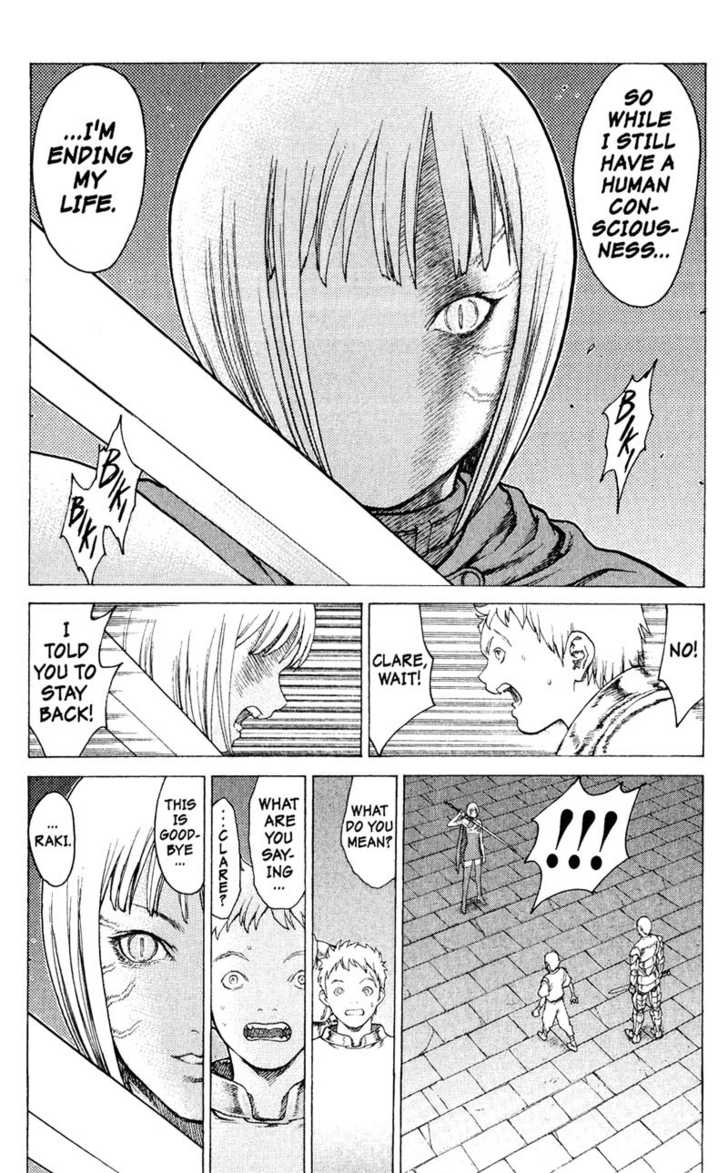 SO
WHILE
I STILL
HAVE A
HUMAN
CON-
SCIOUS-
NESS...
...I'M
ENDING
MY
LIFE.
BIKI
BIKI
BIKI
NO!
CLARE,
WAIT!
I
TOLD
YOU TO
STAY
BACK!
!!!!
WHAT
DO YOU
MEAN?
WHAT
ARE
YOU
SAY-
ING
...
...CLARE?
THIS
IS
GOOD-
BYE
...
...
RAKI.